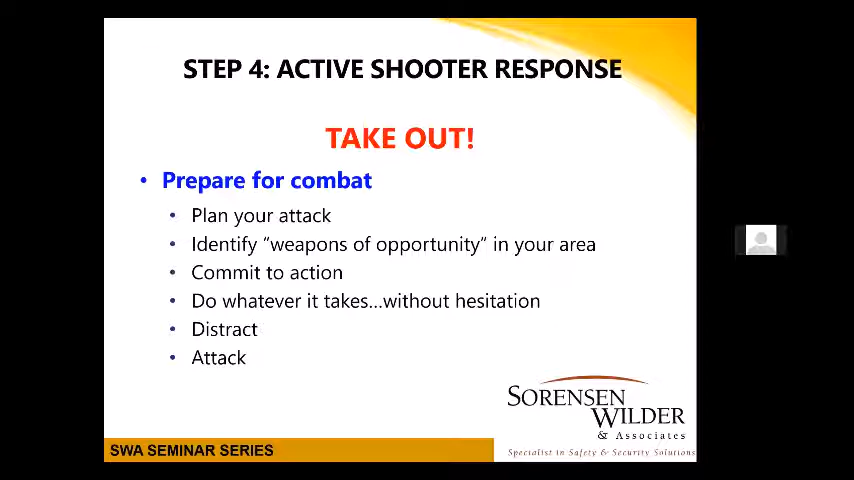 STEP 4: ACTIVE SHOOTER RESPONSE
TAKE OUT!
• Prepare for combat
• Plan your attack
• Identify “weapons of opportunity” in your area
• Commit to action
• Do whatever it takes…without hesitation
• Distract
• Attack
SORENSEN
WILDER
& Associates
Specialist in Safety & Security Solutions
SWA SEMINAR SERIES